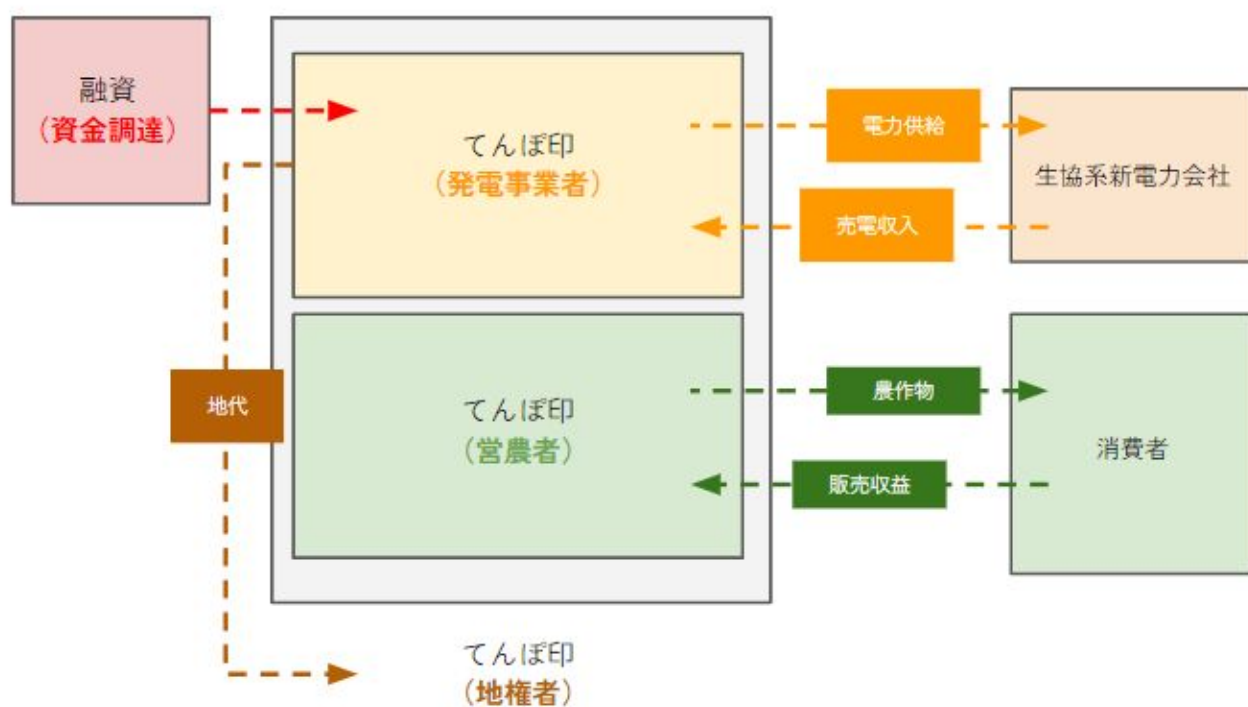 融資
（資金調達）
てんぽ印
（発電事業者）
電力供給
売電収入
生協系新電力会社
地代
てんぽ印
（営農者）
農作物
販売収益
消費者
てんぽ印
（地権者）